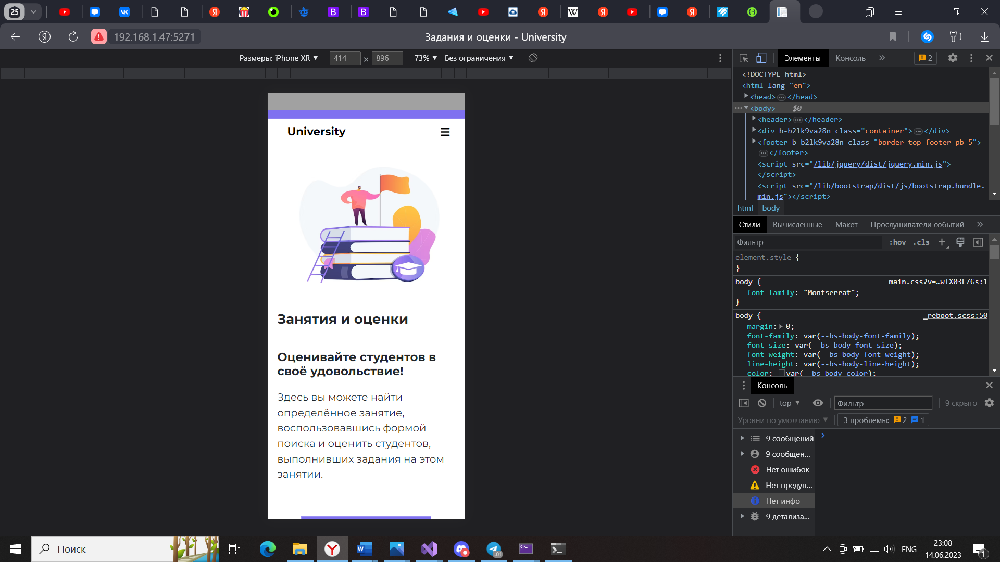 25
192.168.1.47:5271
Задания и оценки - University
Размеры: iPhone XR
414
×
896
73%
Без ограничения
Элементы
Консоль
2
<!DOCTYPE html>
<html lang="en">
<head> </head>
<body> == $0
<header> </header>
<div b-b2lk9va28n class="container"> </div>
<footer b-b2lk9va28n class="border-top footer pb-5">
</footer>
<script src="/lib/jquery/dist/jquery.min.js">
</script>
<script src="/lib/bootstrap/dist/js/bootstrap.bundle.
min.js"></script>
html
body
Стили
Вычисленные
Макет
Прослушиватели событий
Фильтр
:hov
.cls
element.style {
}
body {
main.css?v=…wTX03FZGs:1
font-family: "Montserrat";
}
body {
_reboot.scss:50
margin: 0;
font-family: var(--bs-body-font-family);
font-size: var(--bs-body-font-size);
font-weight: var(--bs-body-font-weight);
line-height: var(--bs-body-line-height);
color: var(--bs-body-color);
Консоль
top
Фильтр
9 скрыто
Уровни по умолчанию
3 проблемы: 2 1
9 сообщений
9 сообщен...
Нет ошибок
Нет предуп...
Нет инфо
9 детализа...
University
Занятия и оценки
Оценивайте студентов в
своё удовольствие!
Здесь вы можете найти
определённое занятие,
воспользовавшись формой
поиска и оценить студентов,
выполнивших задания на этом
занятии.
Поиск
.01
ENG
23:08
14.06.2023
1